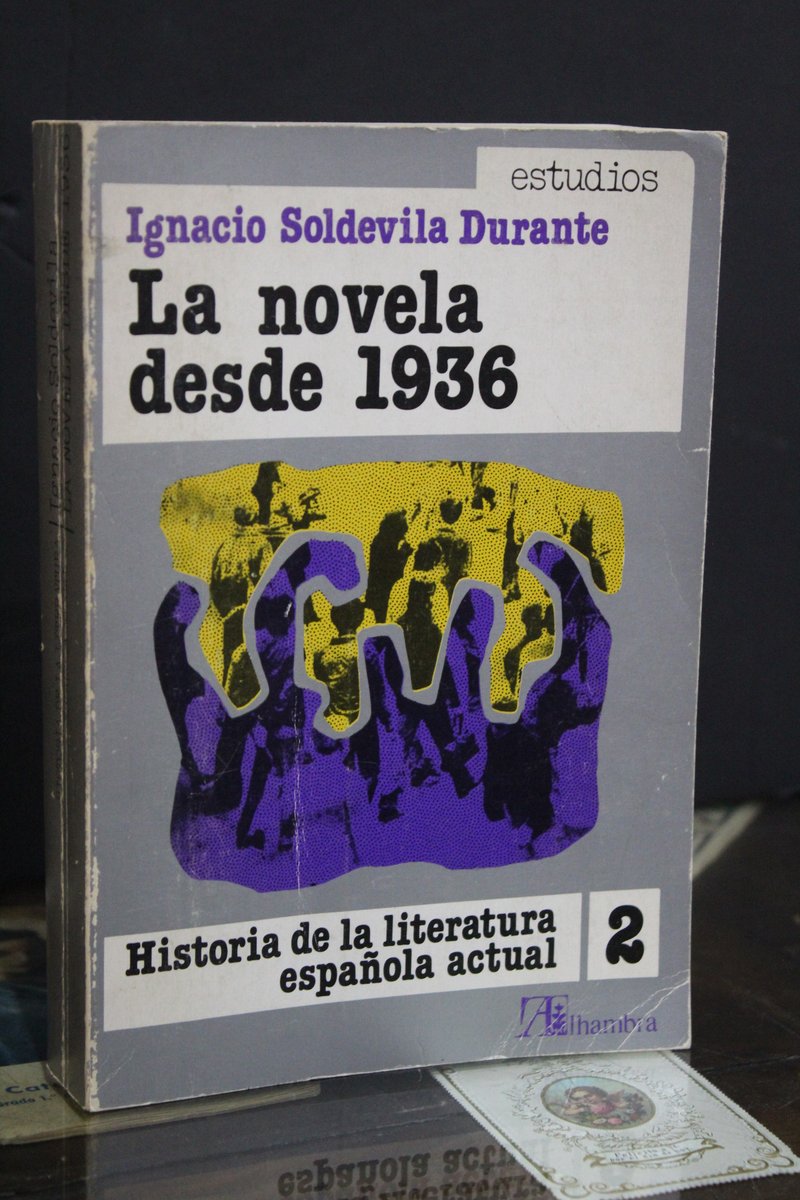 estudios
Ignacio Soldevila Durante
La novela
desde 1936
Historia de la literatura
española actual
2
Alhambra